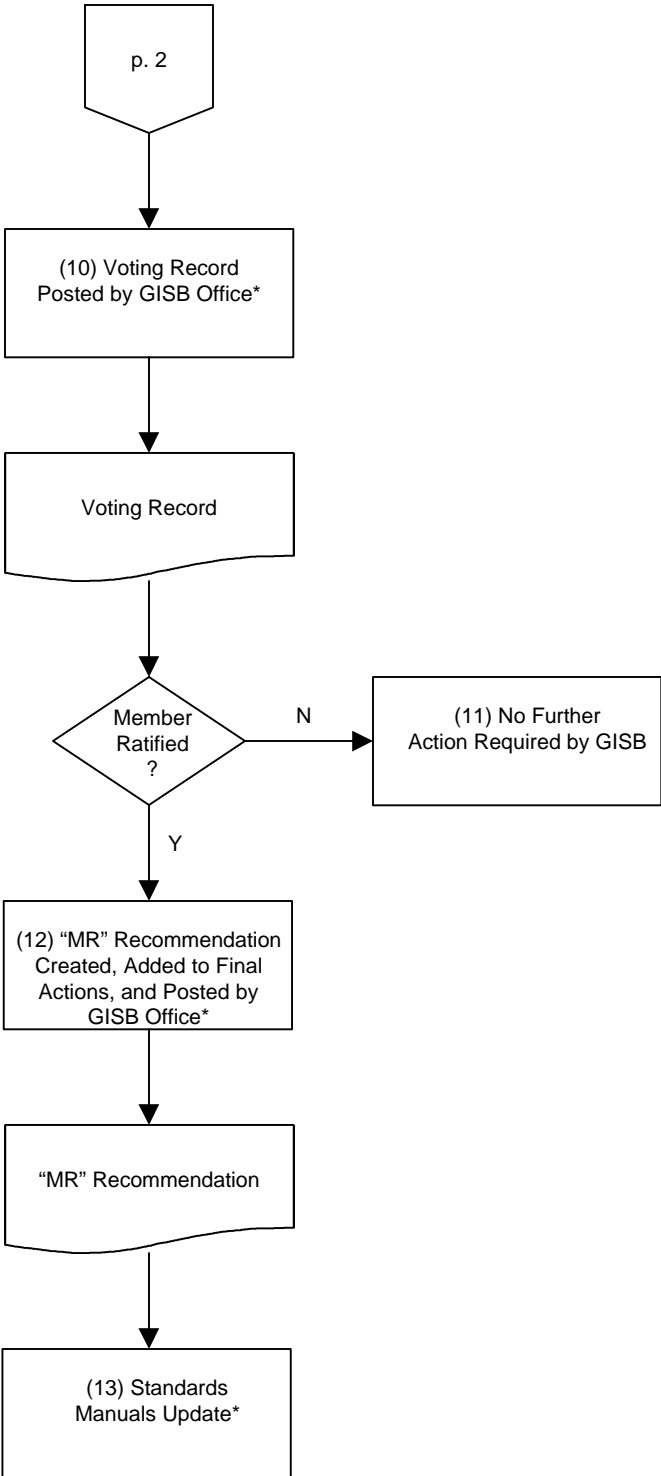 p. 2
(10) Voting Record
Posted by GISB Office*
Voting Record
Member
Ratified
?
N
(11) No Further
Action Required by GISB
Y
(12) “MR” Recommendation
Created, Added to Final
Actions, and Posted by
GISB Office*
“MR” Recommendation
(13) Standards
Manuals Update*